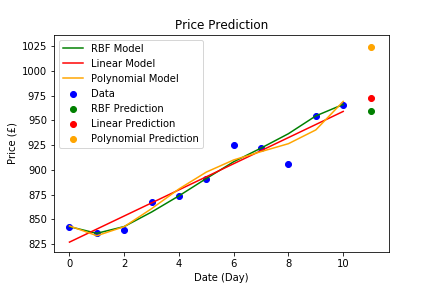 Price Prediction
RBF Model
Linear Model
Polynomial Model
Data
RBF Prediction
Linear Prediction
Polynomial Prediction
1025
1000
975
950
925
900
875
850
825
Price (£)
0 2 4 6 8 10
Date (Day)